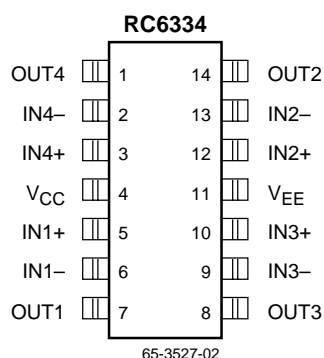 RC6334
OUT4 1 14 OUT2
IN4– 2 13 IN2–
IN4+ 3 12 IN2+
VCC 4 11 VEE
IN1+ 5 10 IN3+
IN1– 6 9 IN3–
OUT1 7 8 OUT3
65-3527-02